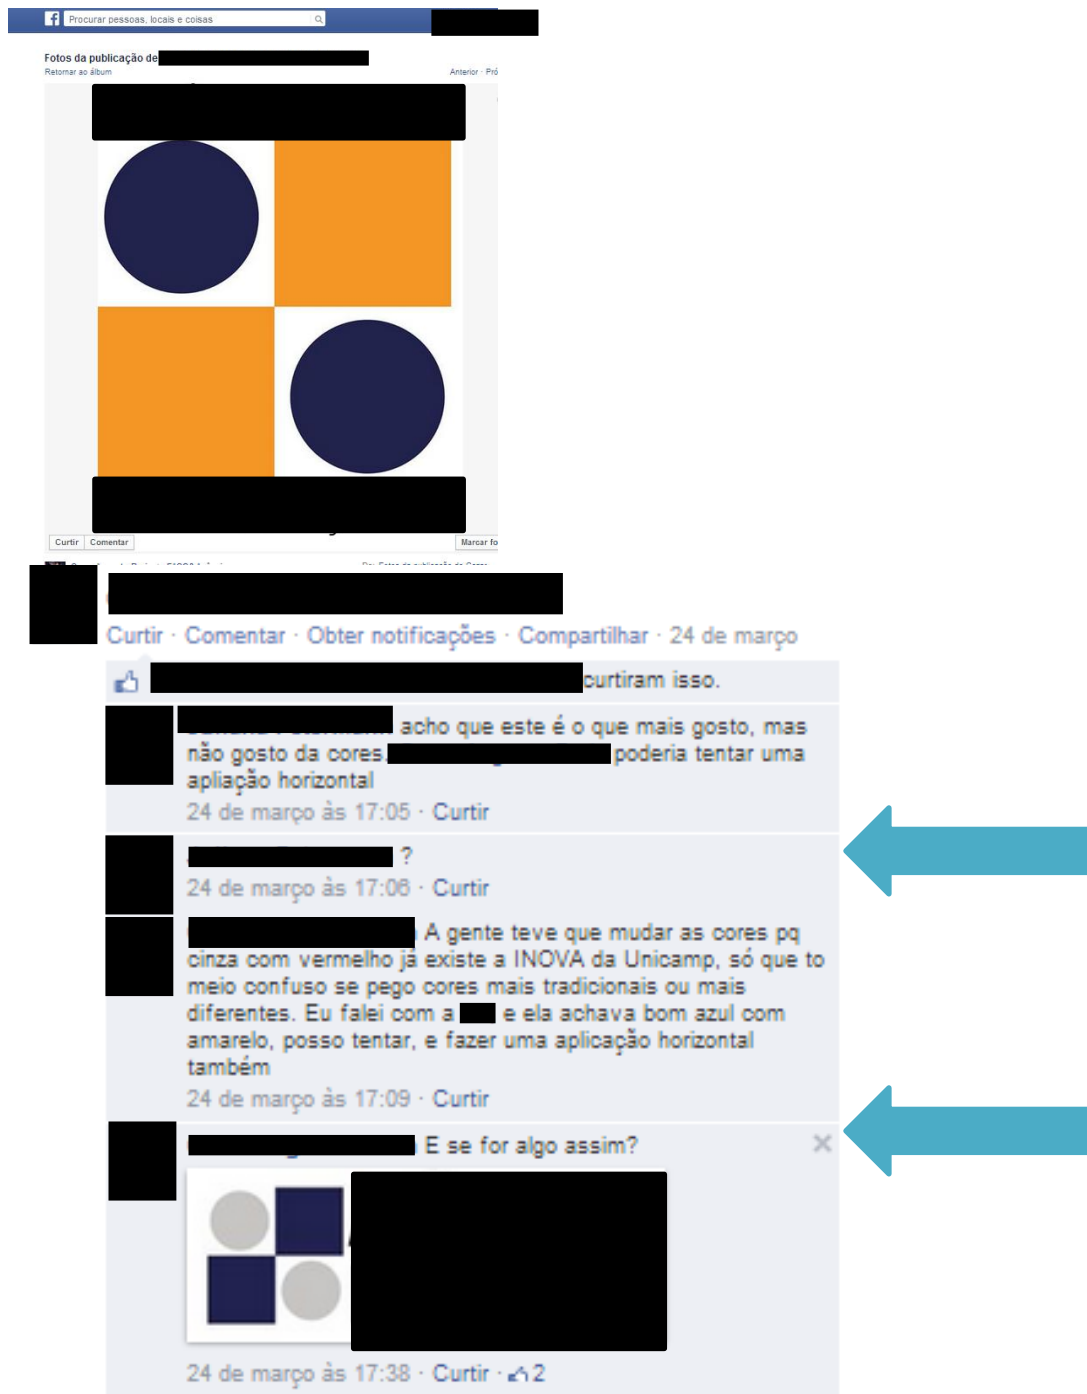 Procurar pessoas, locais e coisas
Fotos da publicação de
Retornar ao álbum
Anterior · Pró
Curtir Comentar
Marcar fo
Curtir · Comentar · Obter notificações · Compartilhar · 24 de março
curtiram isso.
acho que este é o que mais gosto, mas
não gosto da cores. poderia tentar uma
apliação horizontal
24 de março às 17:05 · Curtir
?
24 de março às 17:06 · Curtir
A gente teve que mudar as cores pq
cinza com vermelho já existe a INOVA da Unicamp, só que to
meio confuso se pego cores mais tradicionais ou mais
diferentes. Eu falei com a e ela achava bom azul com
amarelo, posso tentar, e fazer uma aplicação horizontal
também
24 de março às 17:09 · Curtir
E se for algo assim?
24 de março às 17:38 · Curtir · 2